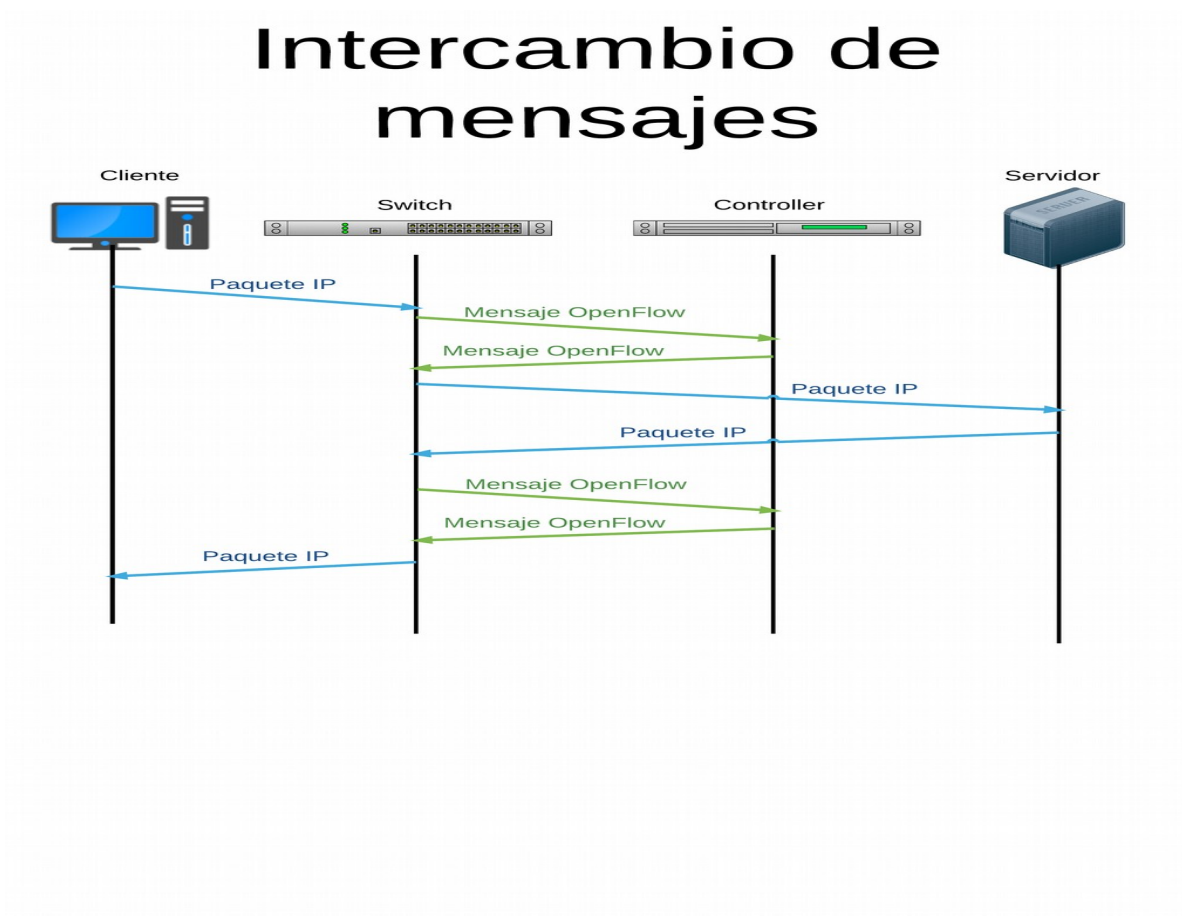 Intercambio de
mensajes
Cliente
Servidor
Switch
Controller
Paquete IP
Mensaje OpenFlow
Mensaje OpenFlow
Paquete IP
Paquete IP
Mensaje OpenFlow
Mensaje OpenFlow
Paquete IP
SERVER